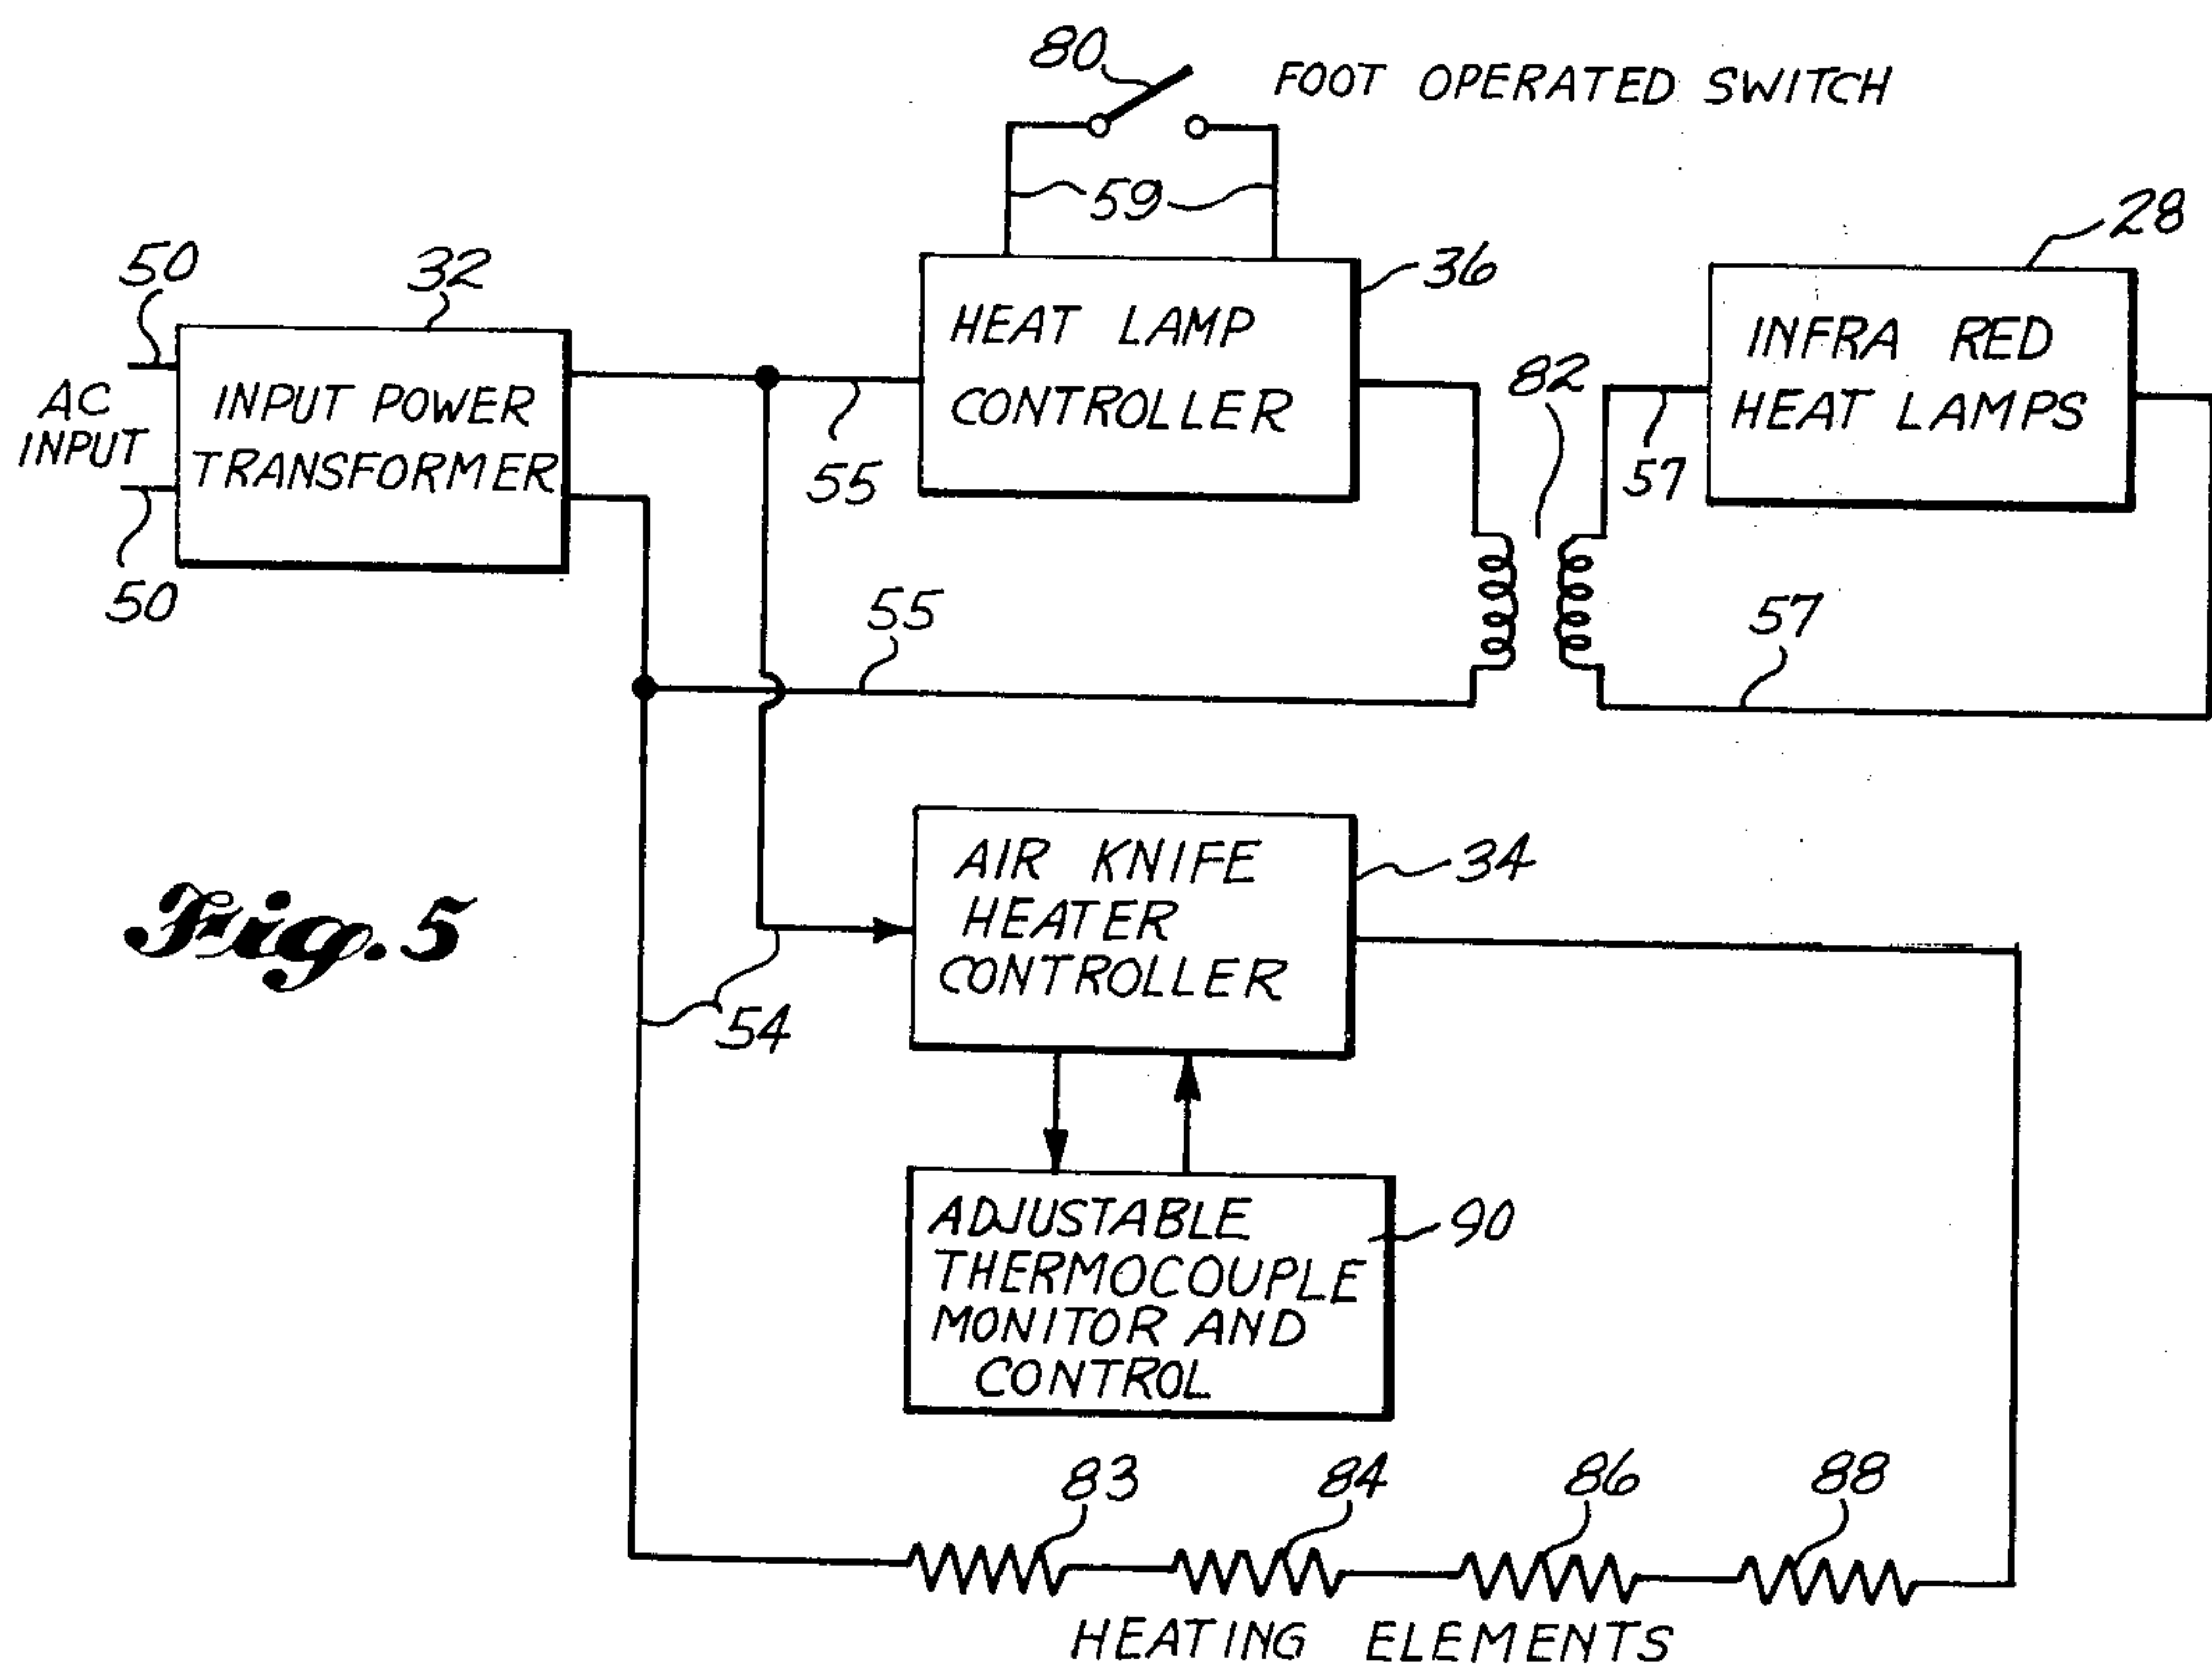 80
FOOT OPERATED SWITCH
59
28
50
32
36
HEAT LAMP
CONTROLLER
INFRA RED
HEAT LAMPS
82
AC
INPUT
INPUT POWER
TRANSFORMER
55
57
50
55
57
AIR KNIFE
HEATER
CONTROLLER
34
Fig. 5
54
ADJUSTABLE
THERMOCOUPLE
MONITOR AND
CONTROL
90
83
84
86
88
HEATING ELEMENTS